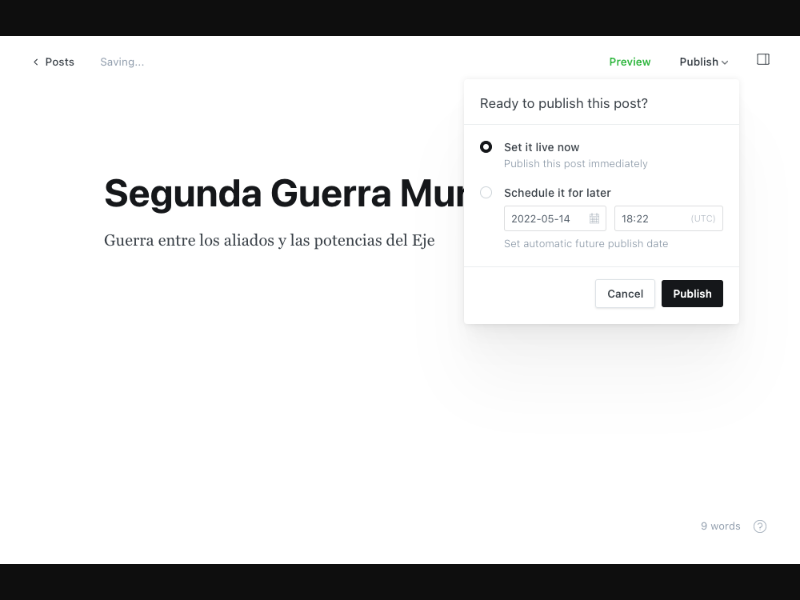 Posts
Saving...
Preview
Publish
Ready to publish this post?
Set it live now
Publish this post immediately
Segunda Guerra
Schedule it for later
2022-05-14
18:22
(UTC)
Guerra entre los aliados y las potencias del Eje
Set automatic future publish date
Cancel
Publish
9 words
?